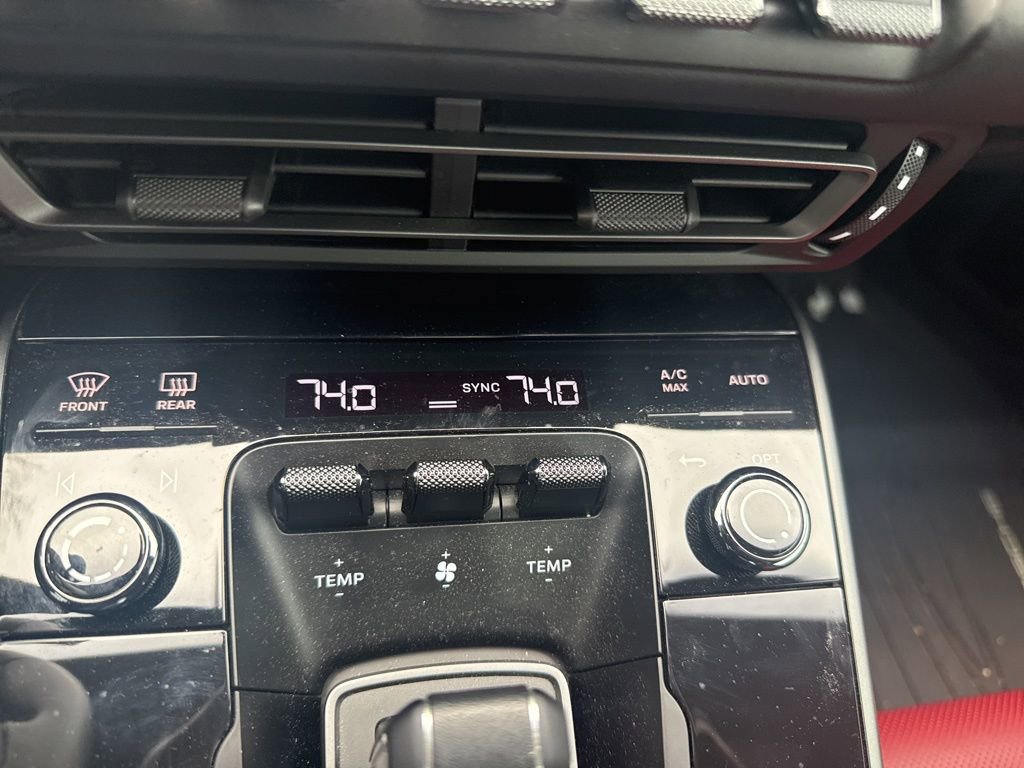 FRONT
REAR
74.0
SYNC
74.0
A/C
MAX
AUTO
OPT
+
TEMP
-
+
-
+
TEMP
-